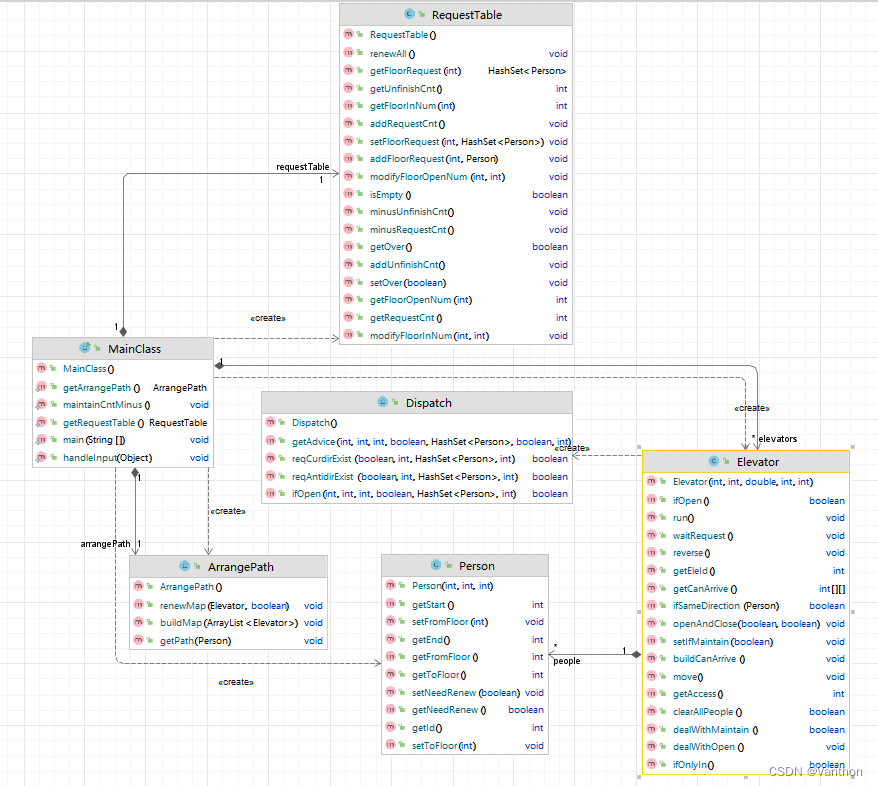 RequestTable
RequestTable()
renewAll () void
getFloorRequest (int) HashSet<Person>
getUnfinishCnt() int
getFloorInNum(int) int
addRequestCnt() void
setFloorRequest (int, HashSet<Person>) void
addFloorRequest(int, Person) void
modifyFloorOpenNum (int, int) void
isEmpty () boolean
minusUnfinishCnt() void
minusRequestCnt() void
getOver() boolean
addUnfinishCnt() void
setOver(boolean) void
getFloorOpenNum (int) int
getRequestCnt () int
modifyFloorInNum(int, int) void
requestTable
1
1
«create»
MainClass
MainClass()
getArrangePath () ArrangePath
maintainCntMinus () void
getRequestTable () RequestTable
main(String []) void
handleInput(Object) void
1
«create»
* elevators
Dispatch
Dispatch()
getAdvice(int, int, int, boolean, HashSet<Person>, boolean, int)
reqCurdirExist (boolean, int, HashSet<Person>, int) boolean
reqAntidirExist (boolean, int, HashSet<Person>, int) boolean
ifOpen(int, int, int, boolean, HashSet<Person>, int) boolean
«create»
Elevator
Elevator(int, int, double, int, int)
ifOpen() boolean
run() void
waitRequest () void
reverse() void
getEleId() int
getCanArrive () int[][]
ifSameDirection (Person) boolean
openAndClose(boolean, boolean) void
setIfMaintain(boolean) void
buildCanArrive () void
move() void
getAccess() int
clearAllPeople () boolean
dealWithMaintain () boolean
dealWithOpen () void
ifOnlyIn() boolean
1
«create»
arrangePath 1
ArrangePath
ArrangePath()
renewMap(Elevator, boolean) void
buildMap(ArrayList<Elevator>) void
getPath(Person) void
«create»
Person
Person(int, int, int)
getStart () int
setFromFloor(int) void
getEnd() int
getFromFloor () int
getToFloor() int
setNeedRenew (boolean) void
getNeedRenew () boolean
getId() int
setToFloor(int) void
*
people
1
CSDN @Vanthon